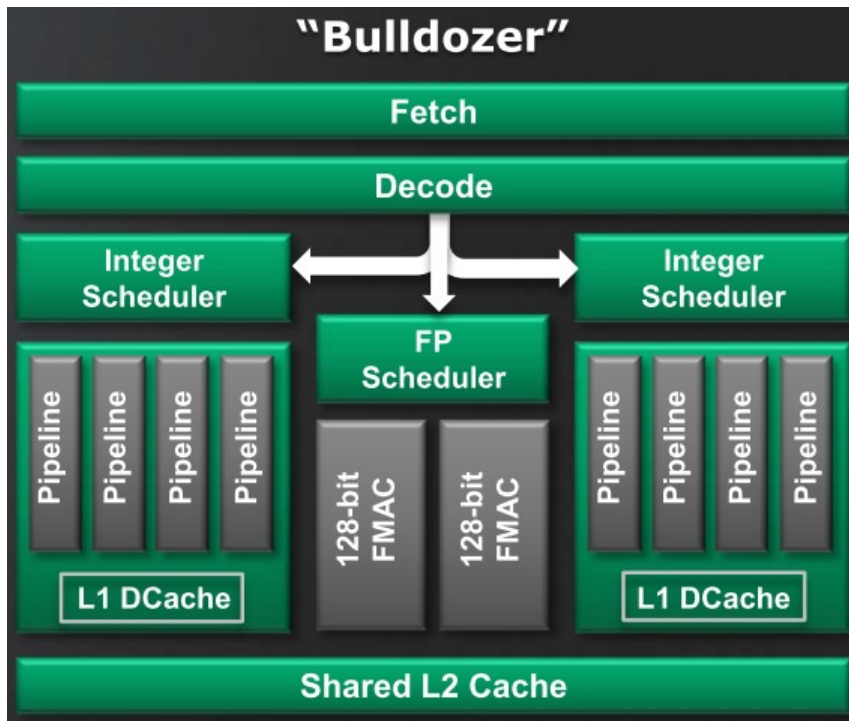 “Bulldozer”
Fetch
Decode
Integer
Scheduler
Integer
Scheduler
FP
Scheduler
Pipeline
Pipeline
Pipeline
Pipeline
L1 DCache
128-bit
FMAC
128-bit
FMAC
Pipeline
Pipeline
Pipeline
Pipeline
L1 DCache
Shared L2 Cache